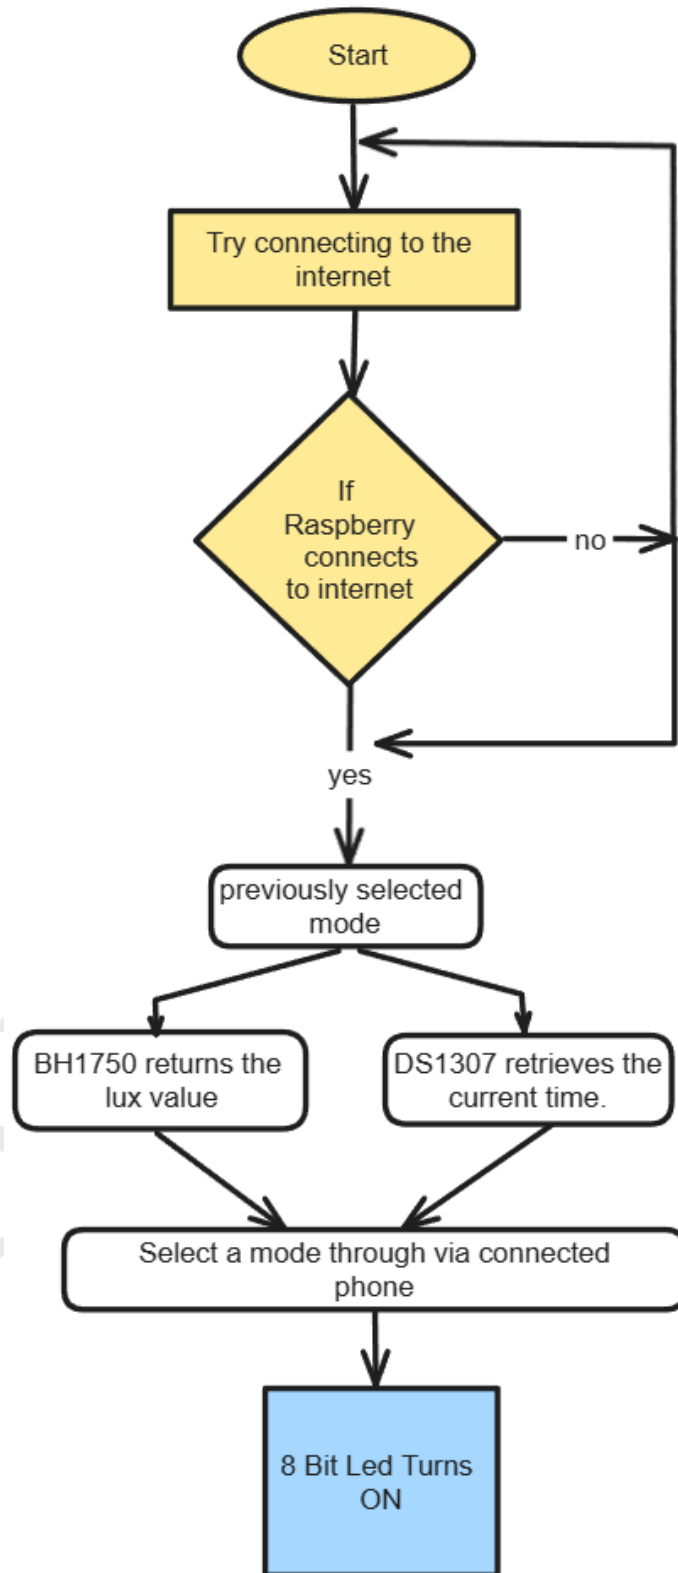 Start
Try connecting to the
internet
If
Raspberry
connects
to internet
no
yes
previously selected
mode
BH1750 returns the
lux value
DS1307 retrieves the
current time.
Select a mode through via connected
phone
8 Bit Led Turns
ON